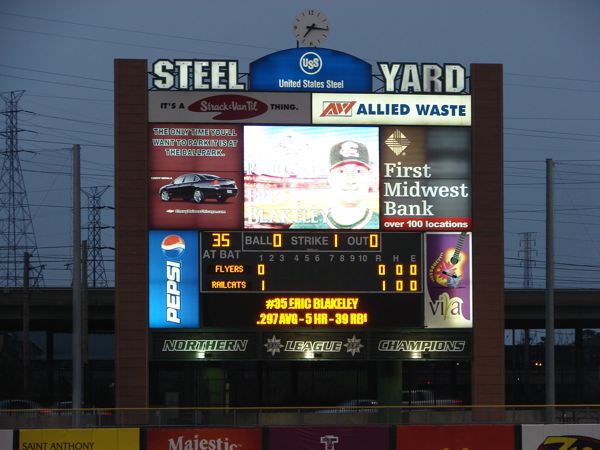 STEEL YARD
USS
United States Steel
IT'S A Strack & Van Til THING.
AW ALLIED WASTE
THE ONLY TIME YOU'LL
WANT TO PARK IT IS AT
THE BALLPARK.
BLAKELEY
First
Midwest
Bank
over 100 locations
35 BALL 0 STRIKE 1 OUT 0
AT BAT 1 2 3 4 5 6 7 8 9 10 R H E
FLYERS 0 0 0 0
RAILCATS 1 1 0 0
#35 ERIC BLAKELEY
.297 AVG - 5 HR - 39 RBI
pepsi
viva
NORTHERN LEAGUE CHAMPIONS
SAINT ANTHONY
Majestic